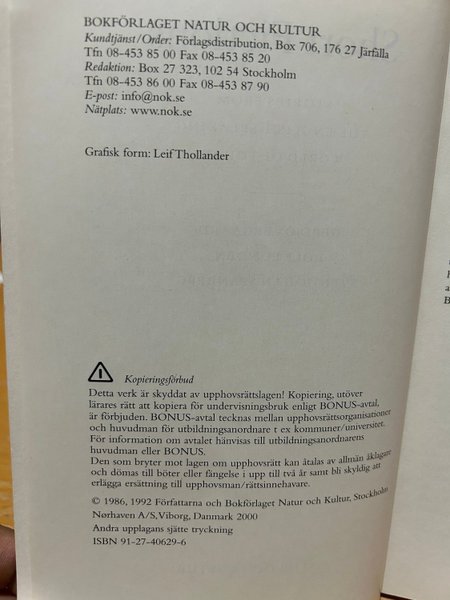 BOKFÖRLAGET NATUR OCH KULTUR
Kundtjänst/Order: Förlagsdistribution, Box 706, 176 27 Järfälla
Tfn 08-453 85 00 Fax 08-453 85 20
Redaktion: Box 27 323, 102 54 Stockholm
Tfn 08-453 86 00 Fax 08-453 87 90
E-post: info@nok.se
Nätplats: www.nok.se
Grafisk form: Leif Thollander
Kopieringsförbud
Detta verk är skyddat av upphovsrättslagen! Kopiering, utöver
lärares rätt att kopiera för undervisningsbruk enligt BONUS-avtal,
är förbjuden. BONUS-avtal tecknas mellan upphovsrättsorganisationer
och huvudman för utbildningsanordnare t ex kommuner/universitet.
För information om avtalet hänvisas till utbildningsanordnarens
huvudman eller BONUS.
Den som bryter mot lagen om upphovsrätt kan åtalas av allmän åklagare
och dömas till böter eller fängelse i upp till två år samt bli skyldig att
erlägga ersättning till upphovsman/rättsinnehavare.
© 1986, 1992 Författarna och Bokförlaget Natur och Kultur, Stockholm
Nørhaven A/S, Viborg, Danmark 2000
Andra upplagans sjätte tryckning
ISBN 91-27-40629-6